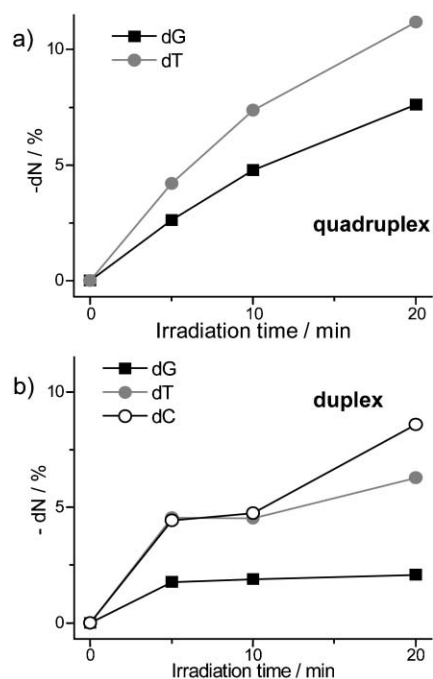 a)
dG
dT
10
5
0
-dN / %
quadruplex
0
10
20
Irradiation time / min
b)
dG
dT
dC
duplex
10
5
0
- dN / %
0
10
20
Irradiation time / min